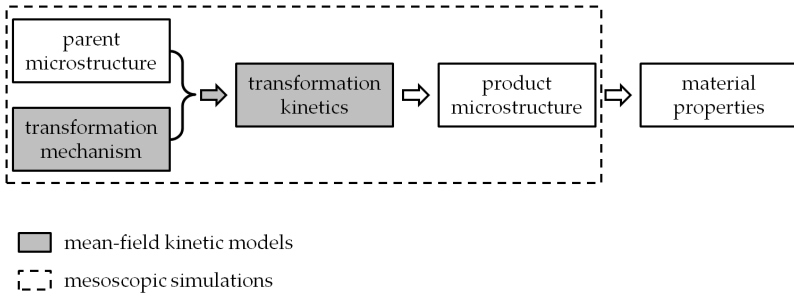 parent
microstructure
transformation
mechanism
transformation
kinetics
product
microstructure
material
properties
mean-field kinetic models
mesoscopic simulations